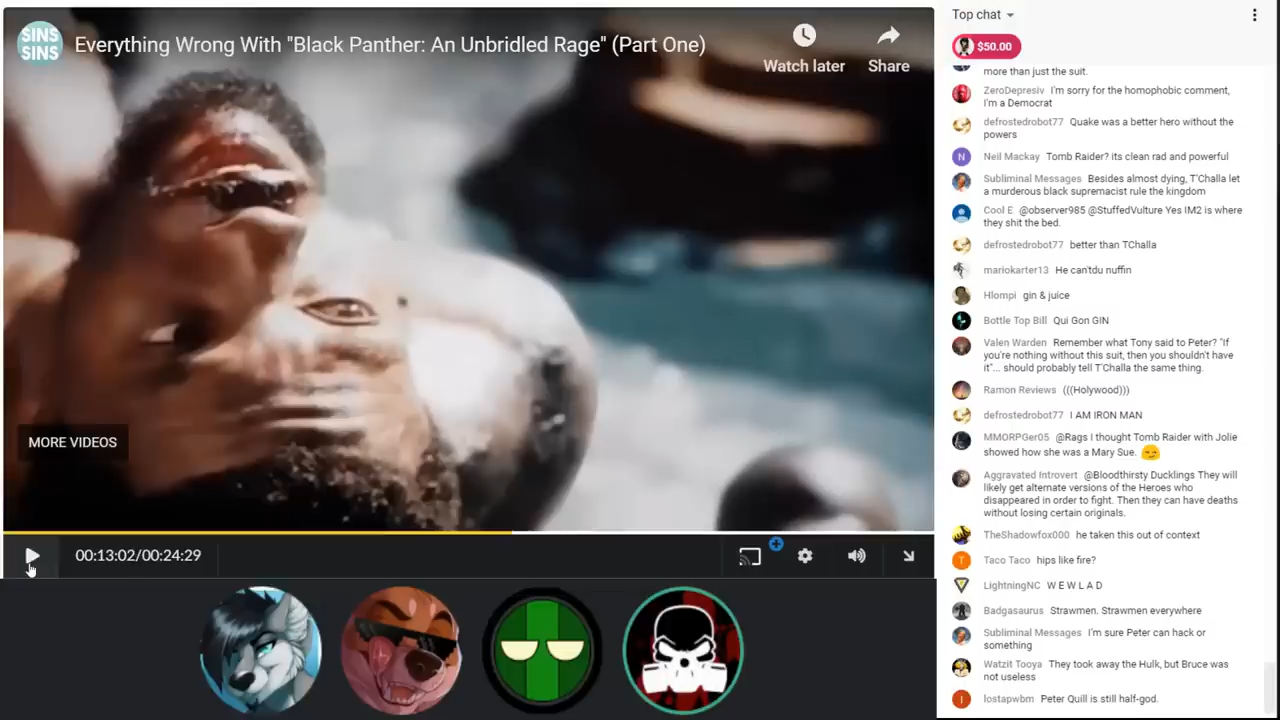 SINS
SINS
Everything Wrong With "Black Panther: An Unbridled Rage" (Part One)
Watch later
Share
MORE VIDEOS
00:13:02/00:24:29
Top chat
$50.00
more than just the suit.
ZeroDepresiv I'm sorry for the homophobic comment,
I'm a Democrat
defrostedrobot77 Quake was a better hero without the
powers
N
Neil Mackay Tomb Raider? its clean rad and powerful
Subliminal Messages Besides almost dying, T'Challa let
a murderous black supremacist rule the kingdom
Cool E @observer985 @StuffedVulture Yes IM2 is where
they shit the bed.
defrostedrobot77 better than TChalla
mariokarter13 He can'tdu nuffin
Hlompi gin & juice
Bottle Top Bill Qui Gon GIN
Valen Warden Remember what Tony said to Peter? "If
you're nothing without this suit, then you shouldn't have
it"... should probably tell T'Challa the same thing.
Ramon Reviews (((Holywood)))
defrostedrobot77 I AM IRON MAN
MMORPGer05 @Rags I thought Tomb Raider with Jolie
showed how she was a Mary Sue. 😏
Aggravated Introvert @Bloodthirsty Ducklings They will
likely get alternate versions of the Heroes who
disappeared in order to fight. Then they can have deaths
without losing certain originals.
TheShadowfox000 he taken this out of context
T
Taco Taco hips like fire?
LightningNC W E W L A D
Badgasaurus Strawmen. Strawmen everywhere
Subliminal Messages I'm sure Peter can hack or
something
Watzit Tooya They took away the Hulk, but Bruce was
not useless
l
lostapwbm Peter Quill is still half-god.